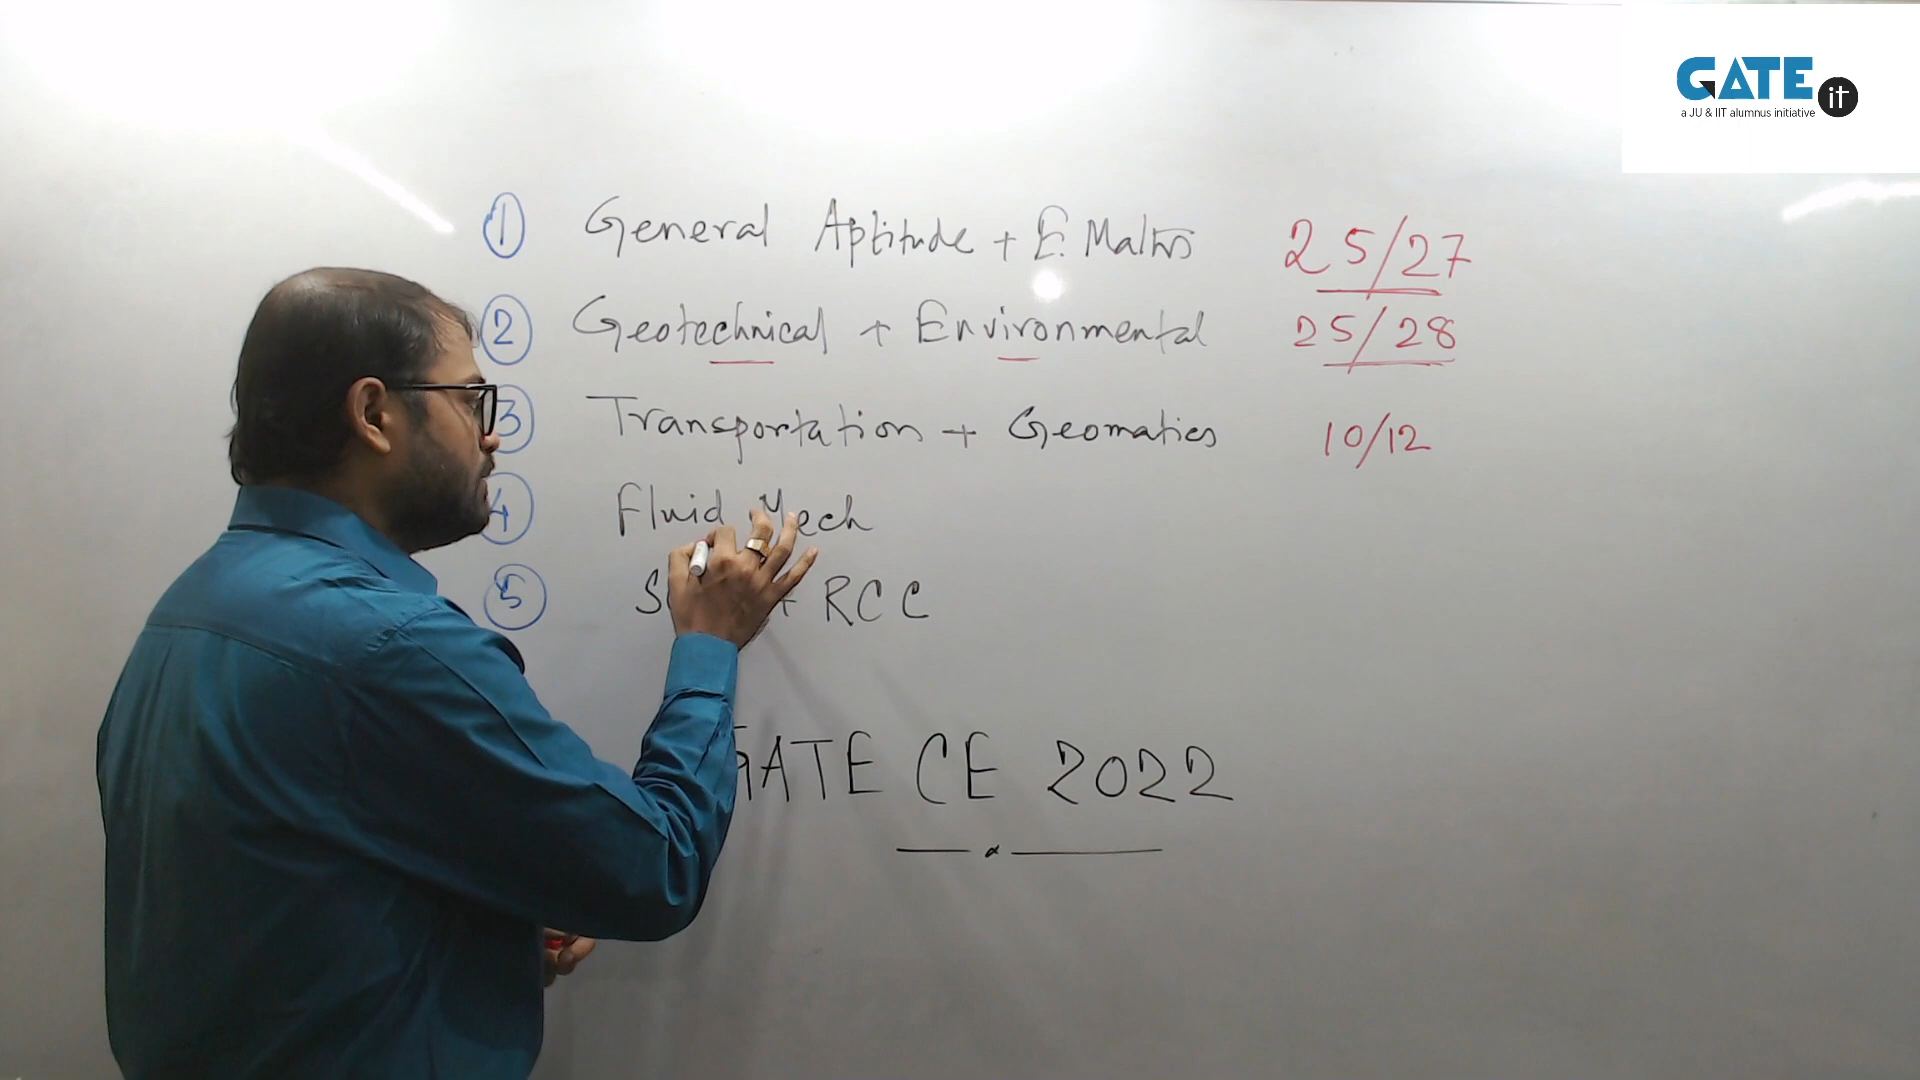 GATE it
a JU & IIT alumnus initiative
1 General Aptitude + E. Maths 25/27
2 Geotechnical + Environmental 25/28
3 Transportation + Geomatics 10/12
4 Fluid Mech
5 + RCC
GATE CE 2022